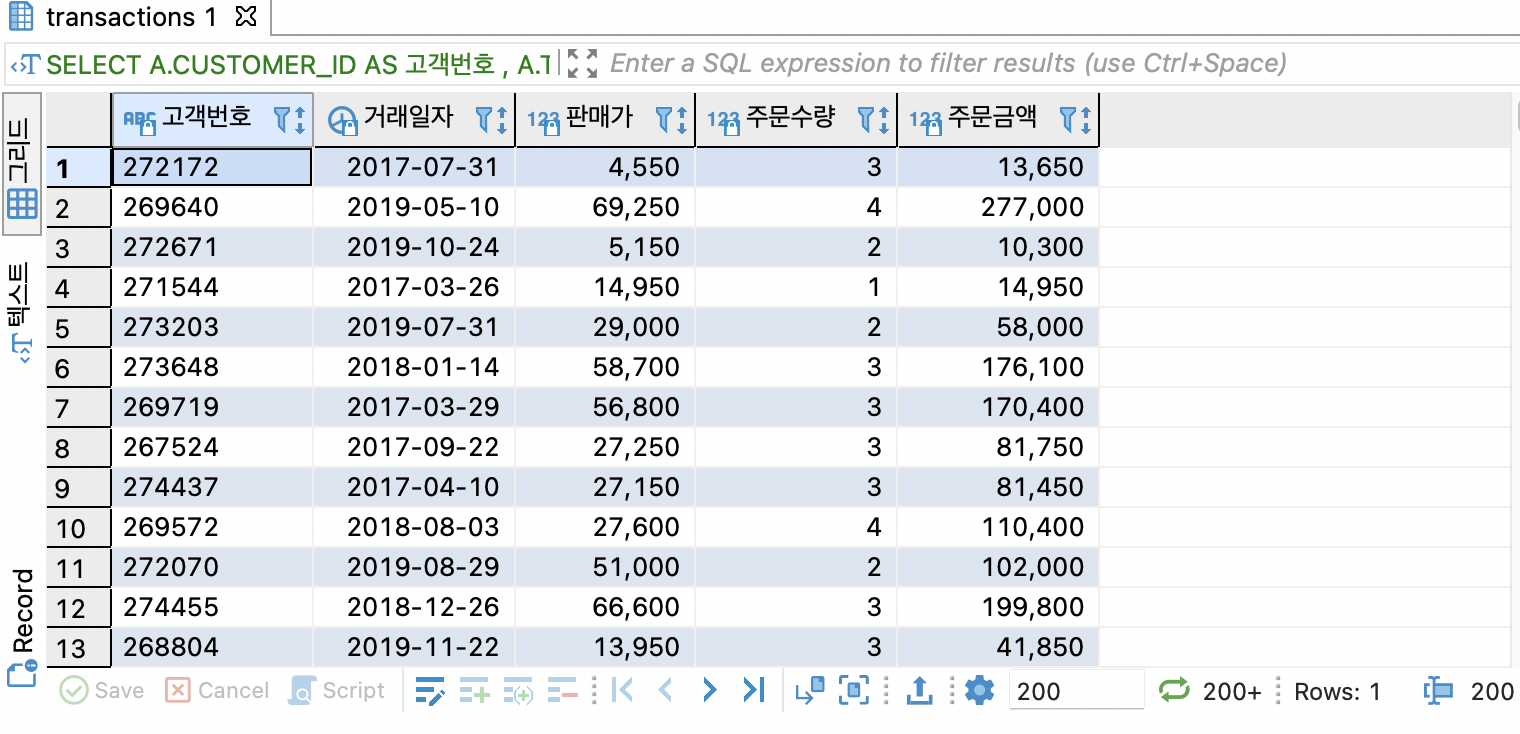 transactions 1
SELECT A.CUSTOMER_ID AS 고객번호 , A.T Enter a SQL expression to filter results (use Ctrl+Space)
그리드
텍스트
Record
ABC 고객번호 거래일자 123 판매가 123 주문수량 123 주문금액
1 272172 2017-07-31 4,550 3 13,650
2 269640 2019-05-10 69,250 4 277,000
3 272671 2019-10-24 5,150 2 10,300
4 271544 2017-03-26 14,950 1 14,950
5 273203 2019-07-31 29,000 2 58,000
6 273648 2018-01-14 58,700 3 176,100
7 269719 2017-03-29 56,800 3 170,400
8 267524 2017-09-22 27,250 3 81,750
9 274437 2017-04-10 27,150 3 81,450
10 269572 2018-08-03 27,600 4 110,400
11 272070 2019-08-29 51,000 2 102,000
12 274455 2018-12-26 66,600 3 199,800
13 268804 2019-11-22 13,950 3 41,850
Save Cancel Script 200 200+ Rows: 1 200